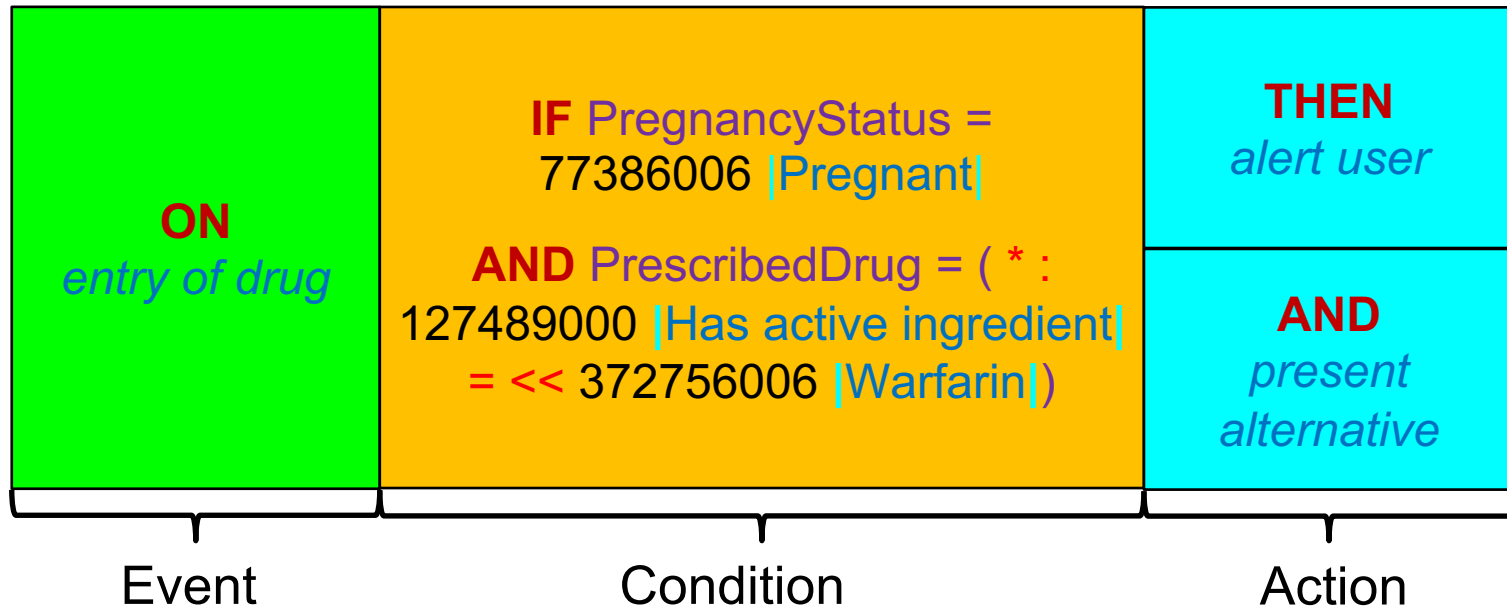 ON
entry of drug
IF PregnancyStatus =
77386006 |Pregnant|
AND PrescribedDrug = ( * :
127489000 |Has active ingredient|
= << 372756006 |Warfarin|)
THEN
alert user
AND
present
alternative
Event
Condition
Action